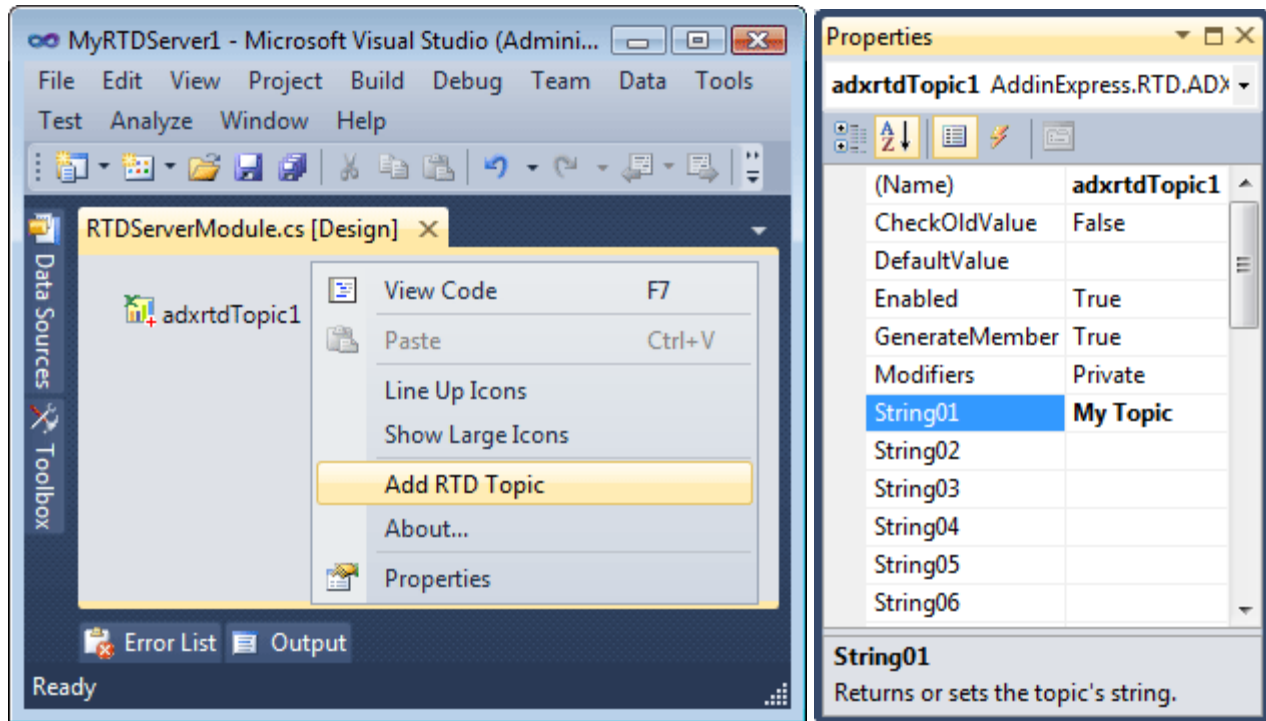 MyRTDServer1 - Microsoft Visual Studio (Admini...
File Edit View Project Build Debug Team Data Tools
Test Analyze Window Help
Data Sources
Toolbox
RTDServerModule.cs [Design]
adxrtdTopic1
View Code F7
Paste Ctrl+V
Line Up Icons
Show Large Icons
Add RTD Topic
About...
Properties
Error List Output
Ready
Properties
adxrtdTopic1 AddinExpress.RTD.ADX
(Name) adxrtdTopic1
CheckOldValue False
DefaultValue
Enabled True
GenerateMember True
Modifiers Private
String01 My Topic
String02
String03
String04
String05
String06
String01
Returns or sets the topic's string.